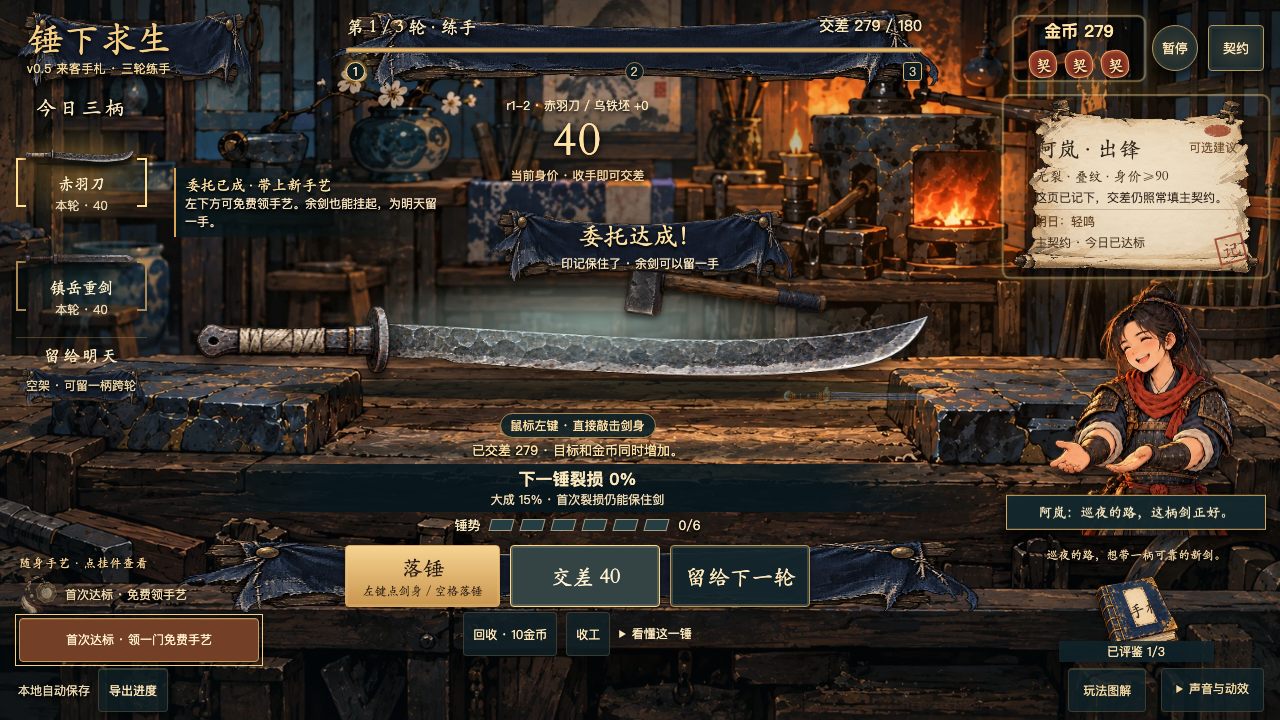 锤下求生
v0.5 来客手札 · 三轮练手
第 1 / 3 轮 · 练手
交差 279 / 180
1
2
3
金币 279
契
契
契
暂停
契约
今日三柄
赤羽刀
本轮 · 40
镇岳重剑
本轮 · 40
留给明天
空架 · 可留一柄跨轮
委托已成 · 带上新手艺
左下方可免费领手艺。余剑也能挂起，为明天留
一手。
r1–2 · 赤羽刀 / 乌铁坯 +0
40
当前身价 · 收手即可交差
委托达成！
印记保住了 · 余剑可以留一手
阿岚 · 出锋
可选建议
无裂 · 叠纹 · 身价≥90
这页已记下，交差仍照常填主契约。
明日：轻鸣
主契约 · 今日已达标
记
鼠标左键 · 直接敲击剑身
已交差 279 · 目标和金币同时增加。
下一锤裂损 0%
大成 15% · 首次裂损仍能保住剑
锤势
0/6
阿岚：巡夜的路，这柄剑正好。
巡夜的路，想带一柄可靠的新剑。
随身手艺 · 点挂件查看
首次达标 · 免费领手艺
首次达标 · 领一门免费手艺
落锤
左键点剑身 / 空格落锤
交差 40
留给下一轮
回收 · 10金币
收工
▶ 看懂这一锤
已评鉴 1/3
本地自动保存
导出进度
玩法图解
▶ 声音与动效